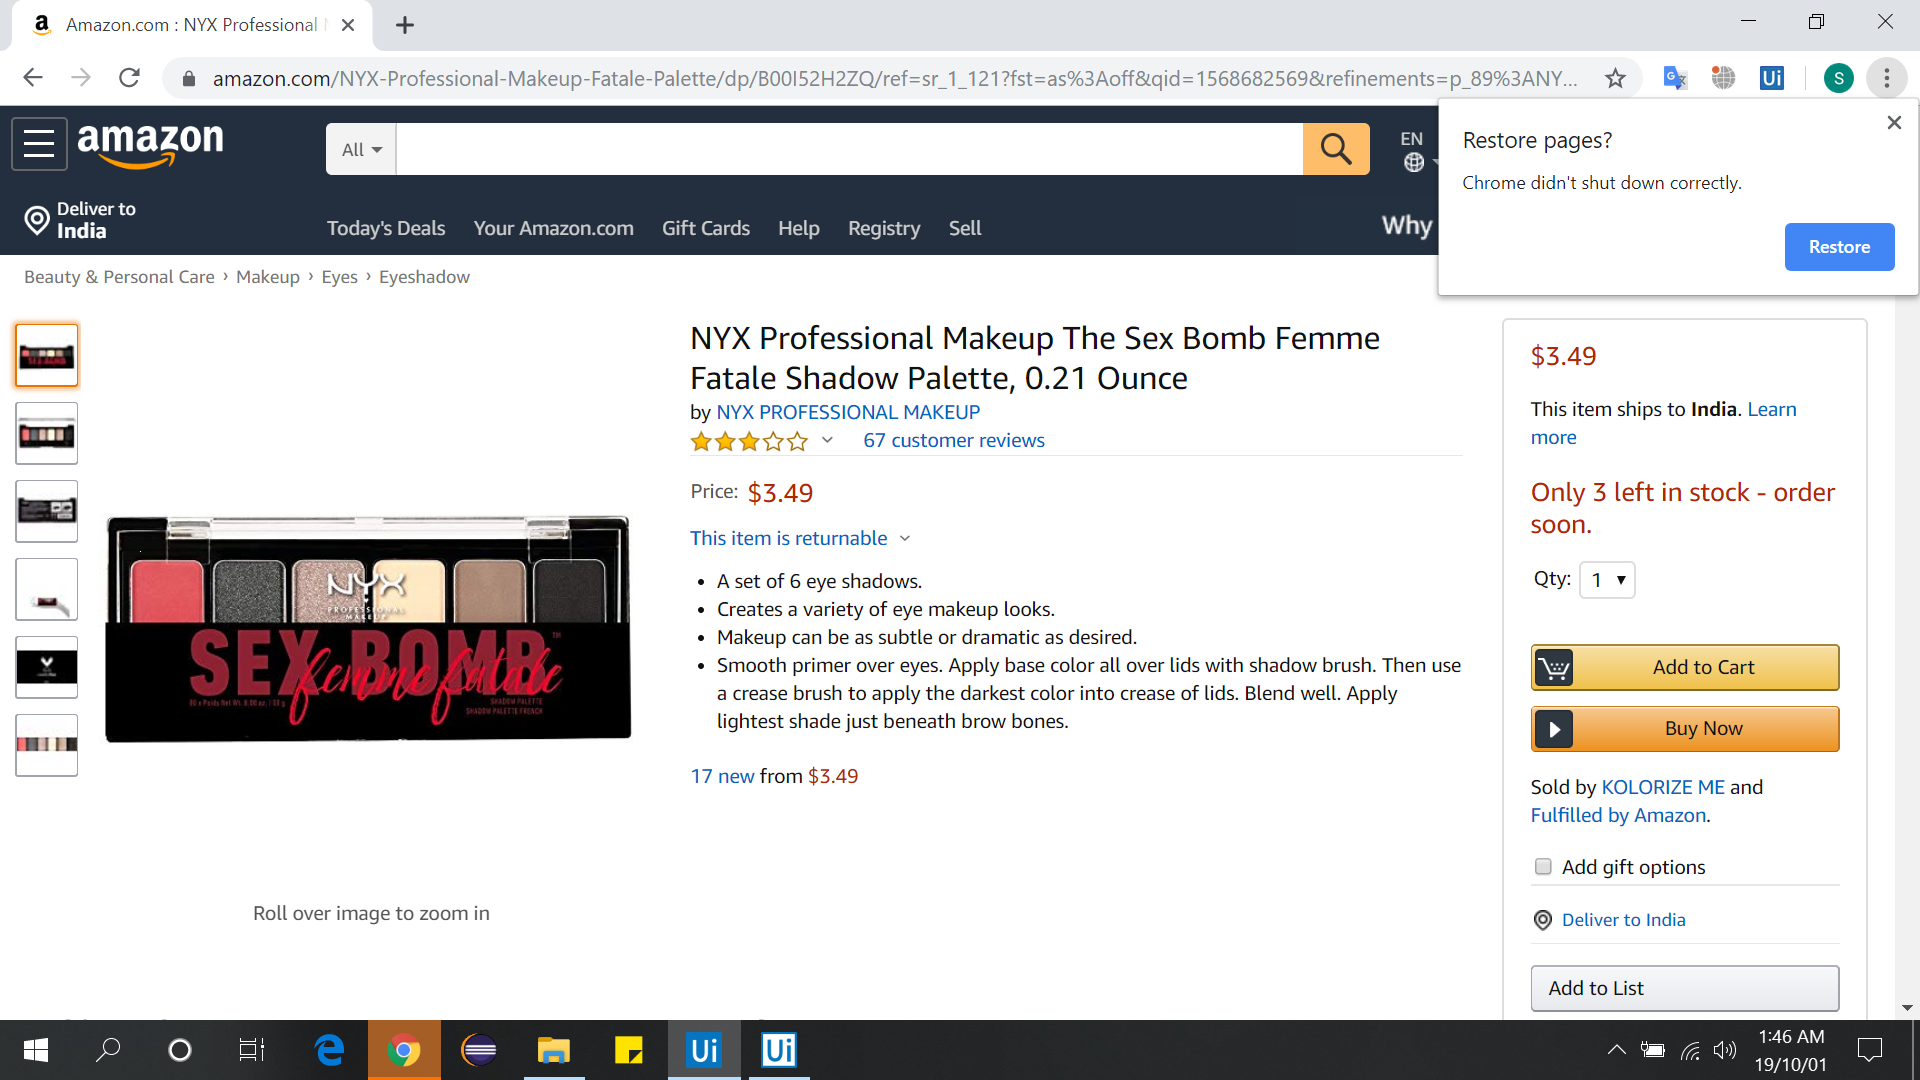 Amazon.com : NYX Professional
amazon.com/NYX-Professional-Makeup-Fatale-Palette/dp/B00I52H2ZQ/ref=sr_1_121?fst=as%3Aoff&qid=1568682569&refinements=p_89%3ANY...
Ui
S
Restore pages?
Chrome didn't shut down correctly.
Restore
amazon
All
EN
Deliver to
India
Today's Deals
Your Amazon.com
Gift Cards
Help
Registry
Sell
Why
Beauty & Personal Care › Makeup › Eyes › Eyeshadow
NYX Professional Makeup The Sex Bomb Femme
Fatale Shadow Palette, 0.21 Ounce
by NYX PROFESSIONAL MAKEUP
67 customer reviews
Price: $3.49
This item is returnable
A set of 6 eye shadows.
Creates a variety of eye makeup looks.
Makeup can be as subtle or dramatic as desired.
Smooth primer over eyes. Apply base color all over lids with shadow brush. Then use
a crease brush to apply the darkest color into crease of lids. Blend well. Apply
lightest shade just beneath brow bones.
17 new from $3.49
NYX
PROFESSIONAL
MAKEUP
SEX BOMB™
femme fatale
SHADOW PALETTE
Roll over image to zoom in
$3.49
This item ships to India. Learn
more
Only 3 left in stock - order
soon.
Qty: 1
Add to Cart
Buy Now
Sold by KOLORIZE ME and
Fulfilled by Amazon.
Add gift options
Deliver to India
Add to List
Ui
Ui
1:46 AM
19/10/01